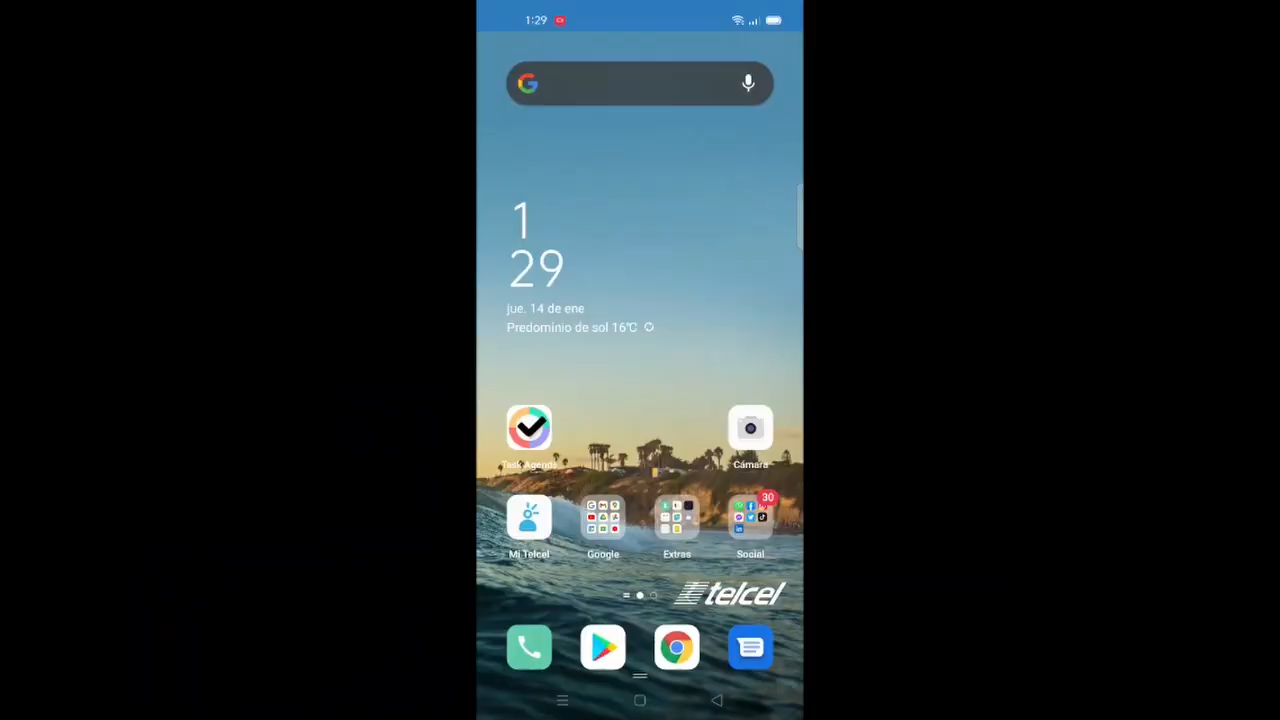 1:29
1
29
jue. 14 de ene
Predominio de sol 16°C
Task Agenda
Cámara
30
Mi Telcel
Google
Extras
Social
telcel